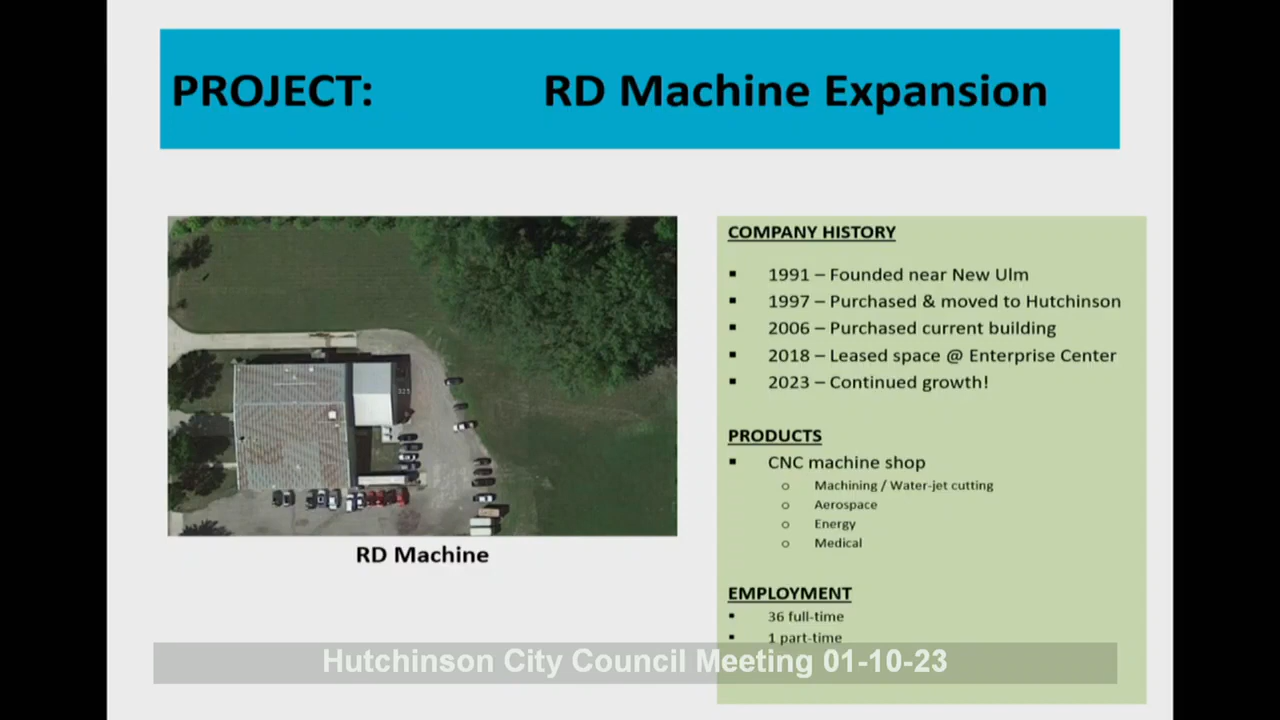 PROJECT: RD Machine Expansion
COMPANY HISTORY
▪ 1991 – Founded near New Ulm
▪ 1997 – Purchased & moved to Hutchinson
▪ 2006 – Purchased current building
▪ 2018 – Leased space @ Enterprise Center
▪ 2023 – Continued growth!
PRODUCTS
▪ CNC machine shop
o Machining / Water-jet cutting
o Aerospace
o Energy
o Medical
EMPLOYMENT
▪ 36 full-time
▪ 1 part-time
325
RD Machine
Hutchinson City Council Meeting 01-10-23